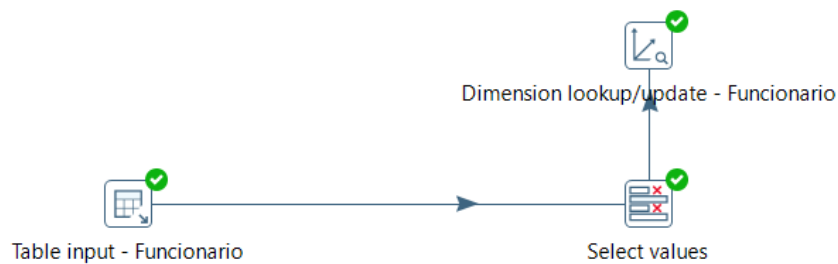 Dimension lookup/update - Funcionario
Table input - Funcionario
Select values